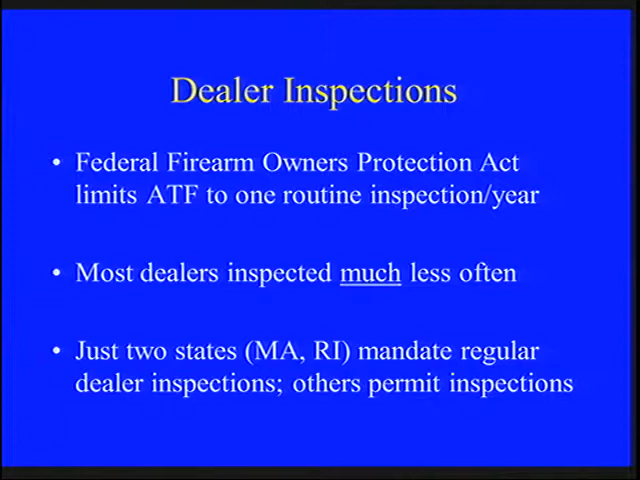 Dealer Inspections
• Federal Firearm Owners Protection Act
limits ATF to one routine inspection/year
• Most dealers inspected much less often
• Just two states (MA, RI) mandate regular
dealer inspections; others permit inspections